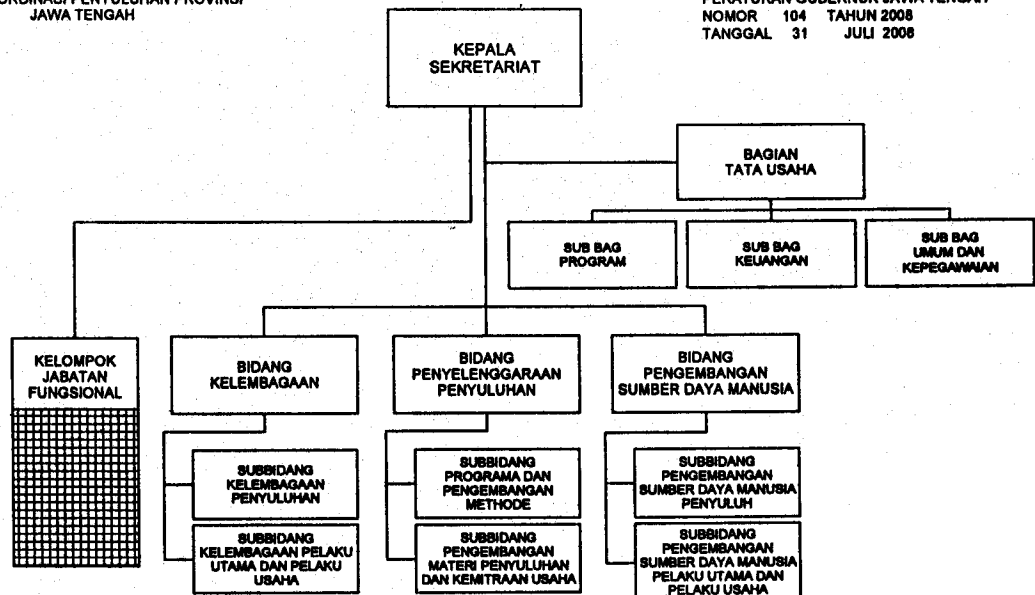 JAWA TENGAH
PERATURAN GUBERNUR JAWA TENGAH
NOMOR 104 TAHUN 2008
TANGGAL 31 JULI 2008
KEPALA
SEKRETARIAT
BAGIAN
TATA USAHA
SUB BAG
PROGRAM
SUB BAG
KEUANGAN
SUB BAG
UMUM DAN
KEPEGAWAIAN
KELOMPOK
JABATAN
FUNGSIONAL
BIDANG
KELEMBAGAAN
BIDANG
PENYELENGGARAAN
PENYULUHAN
BIDANG
PENGEMBANGAN
SUMBER DAYA MANUSIA
SUBBIDANG
KELEMBAGAAN
PENYULUHAN
SUBBIDANG
KELEMBAGAAN PELAKU
UTAMA DAN PELAKU
USAHA
SUBBIDANG
PROGRAMA DAN
PENGEMBANGAN
METHODE
SUBBIDANG
PENGEMBANGAN
MATERI PENYULUHAN
DAN KEMITRAAN USAHA
SUBBIDANG
PENGEMBANGAN
SUMBER DAYA MANUSIA
PENYULUH
SUBBIDANG
PENGEMBANGAN
SUMBER DAYA MANUSIA
PELAKU UTAMA DAN
PELAKU USAHA